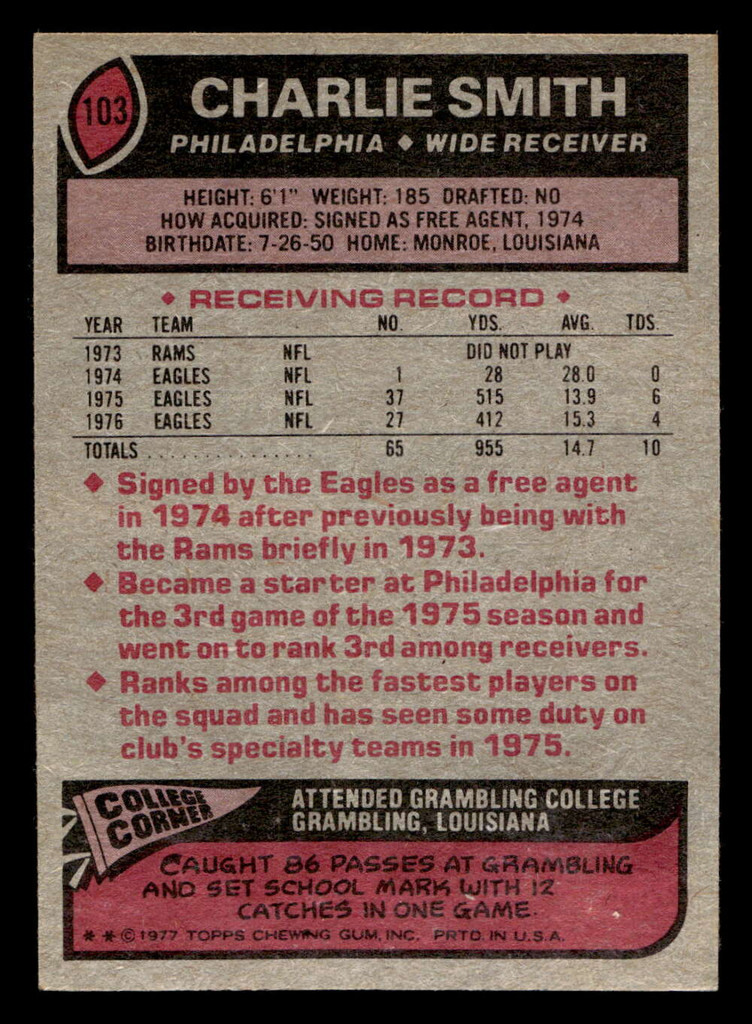 103
CHARLIE SMITH
PHILADELPHIA ◆ WIDE RECEIVER
HEIGHT: 6'1" WEIGHT: 185 DRAFTED: NO
HOW ACQUIRED: SIGNED AS FREE AGENT, 1974
BIRTHDATE: 7-26-50 HOME: MONROE, LOUISIANA
◆ RECEIVING RECORD ◆
YEAR TEAM NO. YDS. AVG. TDS.
1973 RAMS NFL DID NOT PLAY
1974 EAGLES NFL 1 28 28.0 0
1975 EAGLES NFL 37 515 13.9 6
1976 EAGLES NFL 27 412 15.3 4
TOTALS . . . . . . . . . . . . . . . 65 955 14.7 10
◆ Signed by the Eagles as a free agent
in 1974 after previously being with
the Rams briefly in 1973.
◆ Became a starter at Philadelphia for
the 3rd game of the 1975 season and
went on to rank 3rd among receivers.
◆ Ranks among the fastest players on
the squad and has seen some duty on
club's specialty teams in 1975.
COLLEGE
CORNER
ATTENDED GRAMBLING COLLEGE
GRAMBLING, LOUISIANA
CAUGHT 86 PASSES AT GRAMBLING
AND SET SCHOOL MARK WITH 12
CATCHES IN ONE GAME.
* * © 1977 TOPPS CHEWING GUM, INC. PRTD. IN U.S.A.